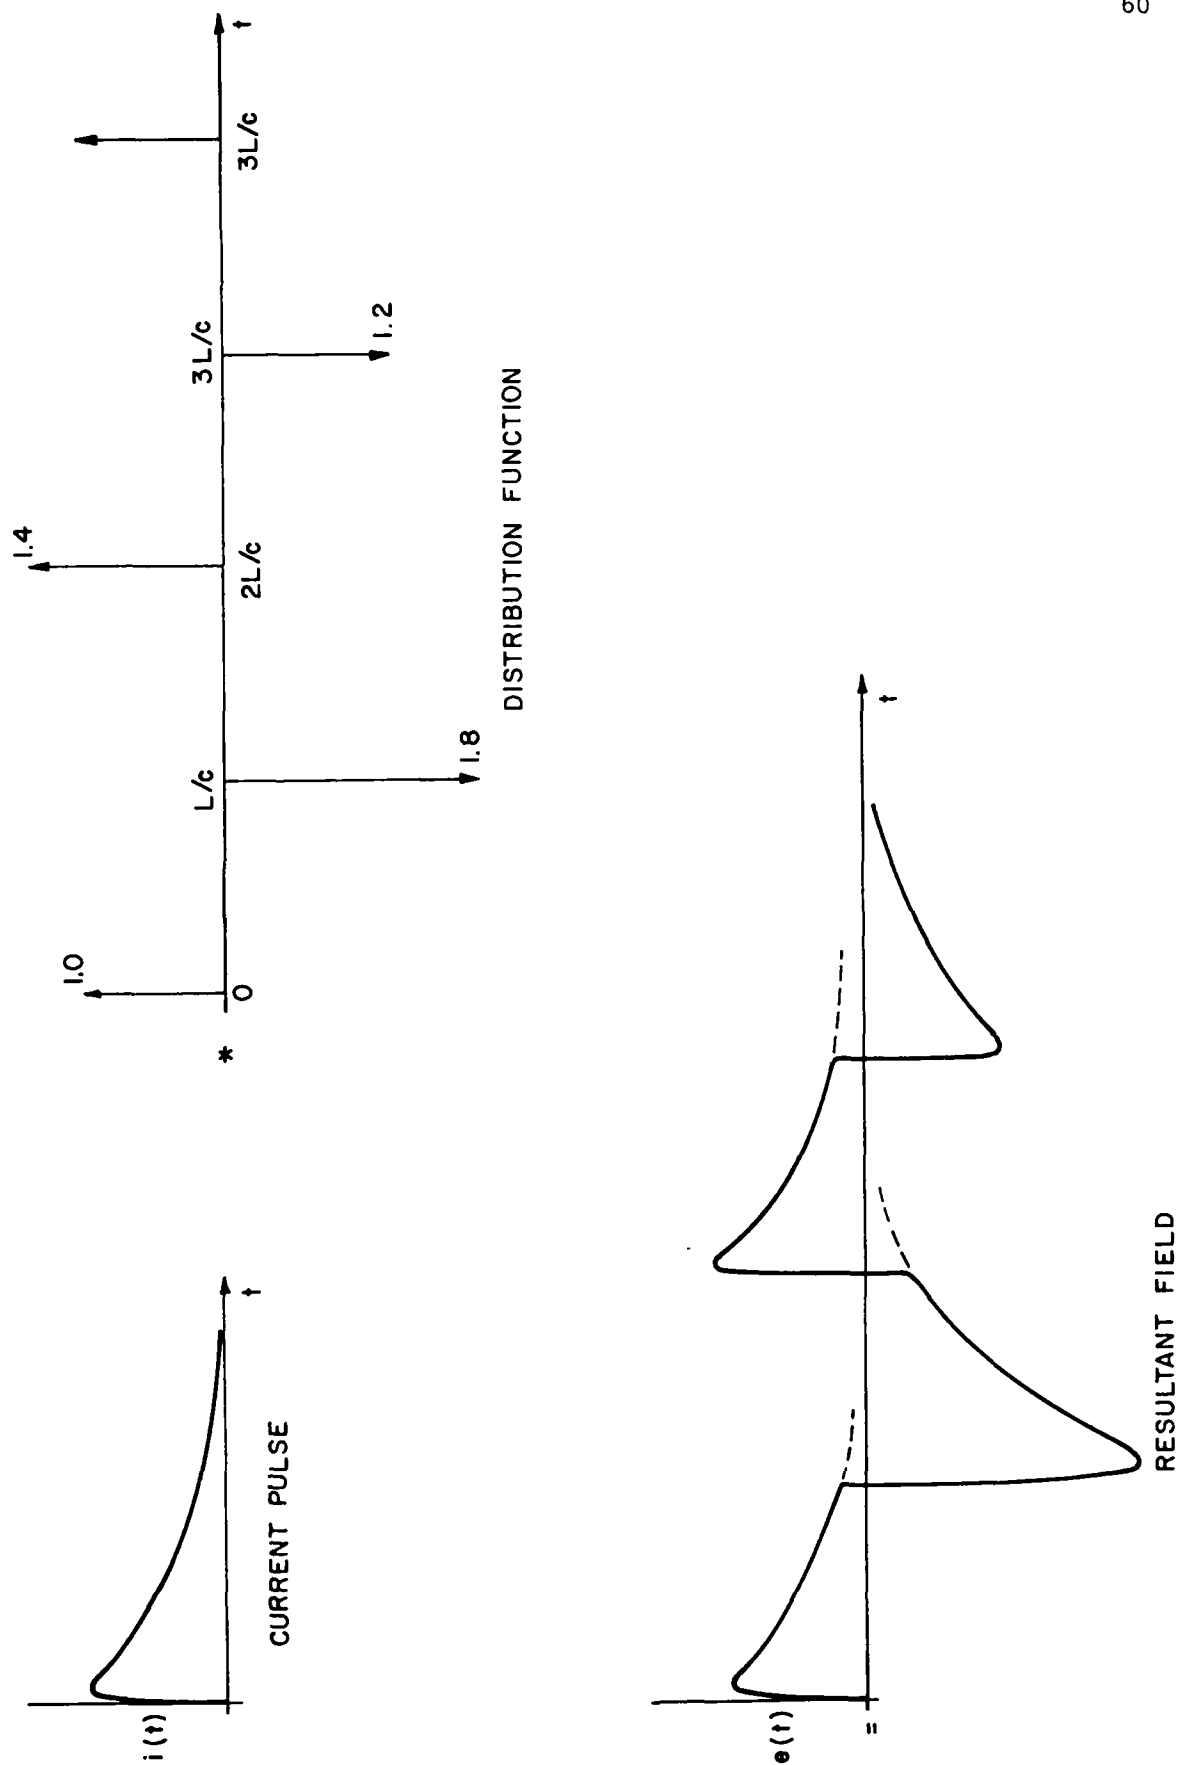 60
i(t)
t
CURRENT PULSE
*
1.0
0
L/c
1.8
1.4
2L/c
3L/c
1.2
3L/c
t
DISTRIBUTION FUNCTION
=
e(t)
t
RESULTANT FIELD